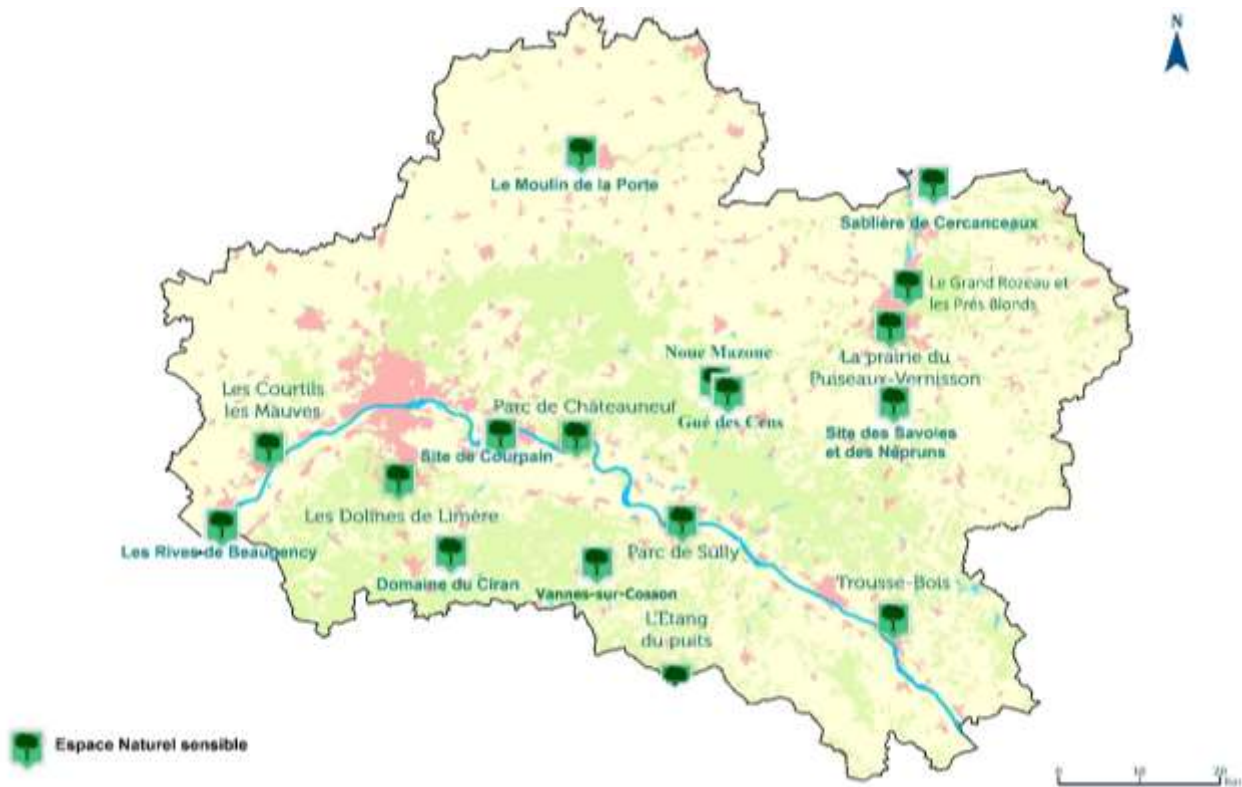 N
Le Moulin de la Porte
Sablière de Cercanceaux
Le Grand Rozeau et
les Prés Blonds
Noue Mazone
La prairie du
Puiseaux-Vernisson
Les Courtils
les Mauves
Parc de Châteauneuf
Gué des Cens
Site des Savoies
et des Népruns
Site de Courpain
Les Dolines de Limère
Les Rives de Beaugency
Parc de Sully
Domaine du Ciran
Vannes-sur-Cosson
Trousse-Bois
L'Etang
du puits
Espace Naturel sensible
0 10 20
Km